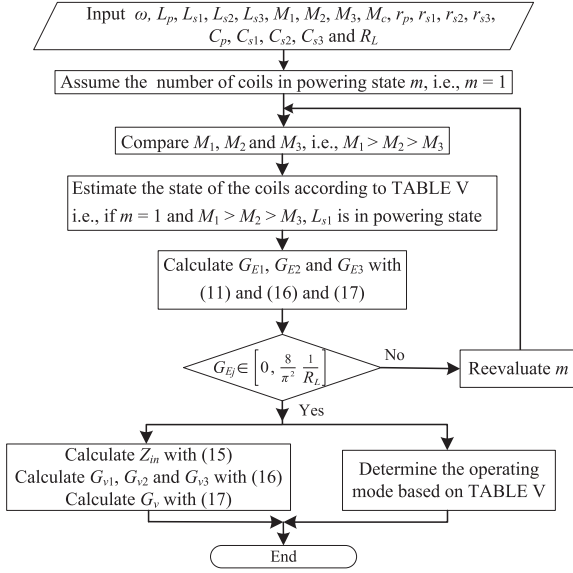 Input ω, Lp, Ls1, Ls2, Ls3, M1, M2, M3, Mc, rp, rs1, rs2, rs3,
Cp, Cs1, Cs2, Cs3 and RL
Assume the number of coils in powering state m, i.e., m = 1
Compare M1, M2 and M3, i.e., M1 > M2 > M3
Estimate the state of the coils according to TABLE V
i.e., if m = 1 and M1 > M2 > M3, Ls1 is in powering state
Calculate GE1, GE2 and GE3 with
(11) and (16) and (17)
GEj ∈ [0, 8/π² 1/RL]
No
Reevaluate m
Yes
Calculate Zin with (15)
Calculate Gv1, Gv2 and Gv3 with (16)
Calculate Gv with (17)
Determine the operating
mode based on TABLE V
End